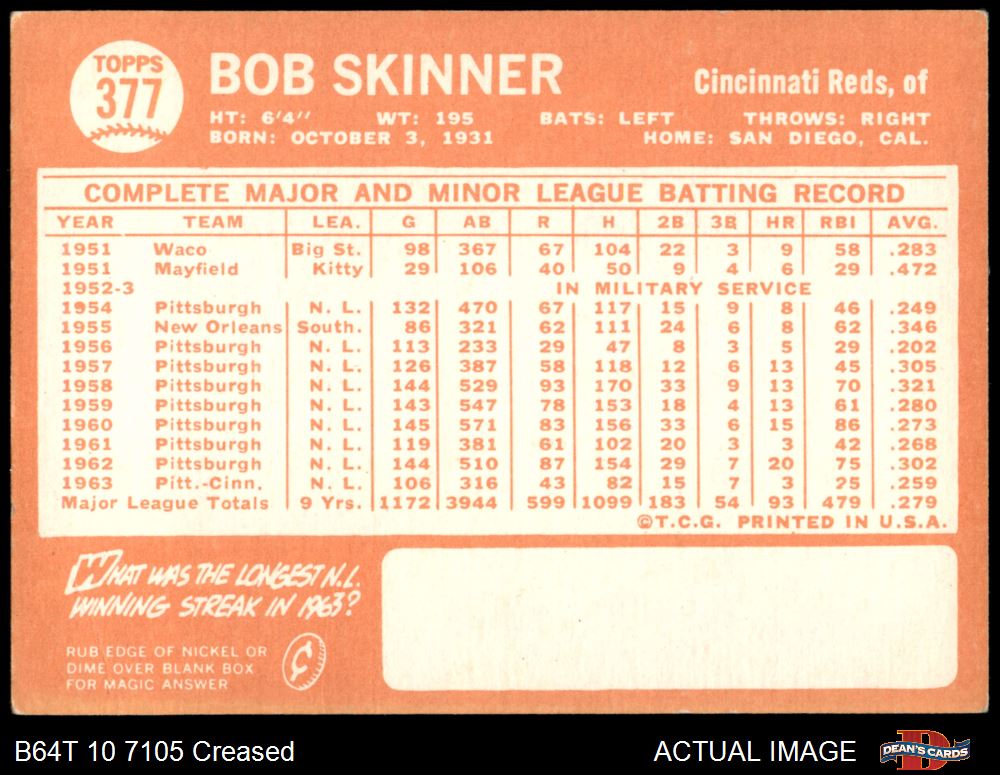 TOPPS
377
BOB SKINNER
Cincinnati Reds, of
HT: 6'4" WT: 195 BATS: LEFT THROWS: RIGHT
BORN: OCTOBER 3, 1931 HOME: SAN DIEGO, CAL.
COMPLETE MAJOR AND MINOR LEAGUE BATTING RECORD
YEAR TEAM LEA. G AB R H 2B 3B HR RBI AVG.
1951 Waco Big St. 98 367 67 104 22 3 9 58 .283
1951 Mayfield Kitty 29 106 40 50 9 4 6 29 .472
1952-3 IN MILITARY SERVICE
1954 Pittsburgh N. L. 132 470 67 117 15 9 8 46 .249
1955 New Orleans South. 86 321 62 111 24 6 8 62 .346
1956 Pittsburgh N. L. 113 233 29 47 8 3 5 29 .202
1957 Pittsburgh N. L. 126 387 58 118 12 6 13 45 .305
1958 Pittsburgh N. L. 144 529 93 170 33 9 13 70 .321
1959 Pittsburgh N. L. 143 547 78 153 18 4 13 61 .280
1960 Pittsburgh N. L. 145 571 83 156 33 6 15 86 .273
1961 Pittsburgh N. L. 119 381 61 102 20 3 3 42 .268
1962 Pittsburgh N. L. 144 510 87 154 29 7 20 75 .302
1963 Pitt.-Cinn. N. L. 106 316 43 82 15 7 3 25 .259
Major League Totals 9 Yrs. 1172 3944 599 1099 183 54 93 479 .279
©T.C.G. PRINTED IN U.S.A.
WHAT WAS THE LONGEST N.L.
WINNING STREAK IN 1963?
RUB EDGE OF NICKEL OR
DIME OVER BLANK BOX
FOR MAGIC ANSWER
B64T 10 7105 Creased
ACTUAL IMAGE
DEAN'S CARDS